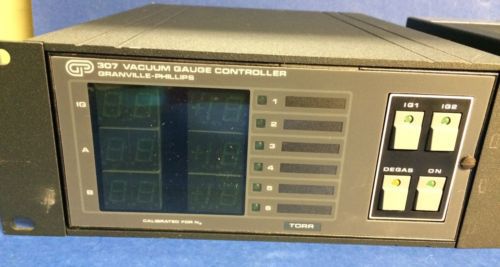 GP 307 VACUUM GAUGE CONTROLLER
GRANVILLE-PHILLIPS
IG
1
IG1 IG2
2
A
3
4
DEGAS ON
5
B
6
CALIBRATED FOR N₂
TORR